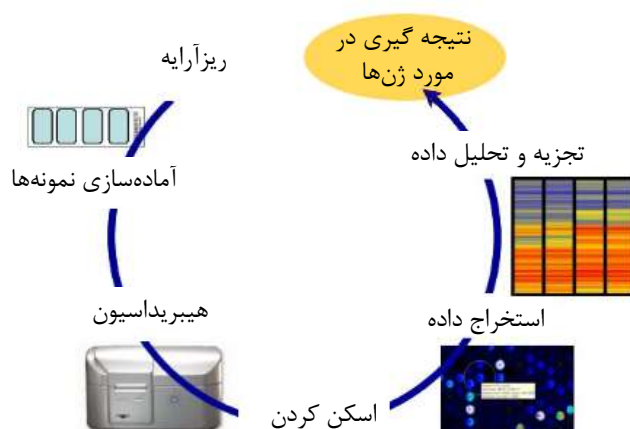 نتیجه گیری در
مورد ژن‌ها
ریزآرایه
تجزیه و تحلیل داده
آماده‌سازی نمونه‌ها
هیبریداسیون
استخراج داده
اسکن کردن